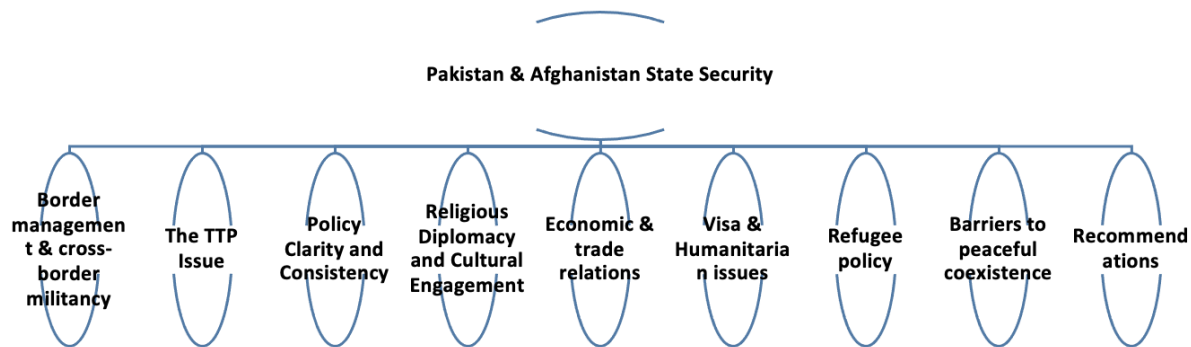 Pakistan & Afghanistan State Security
Border
managemen
t & cross-
border
militancy
The TTP
Issue
Policy
Clarity and
Consistency
Religious
Diplomacy
and Cultural
Engagement
Economic &
trade
relations
Visa &
Humanitaria
n issues
Refugee
policy
Barriers to
peaceful
coexistence
Recommend
ations